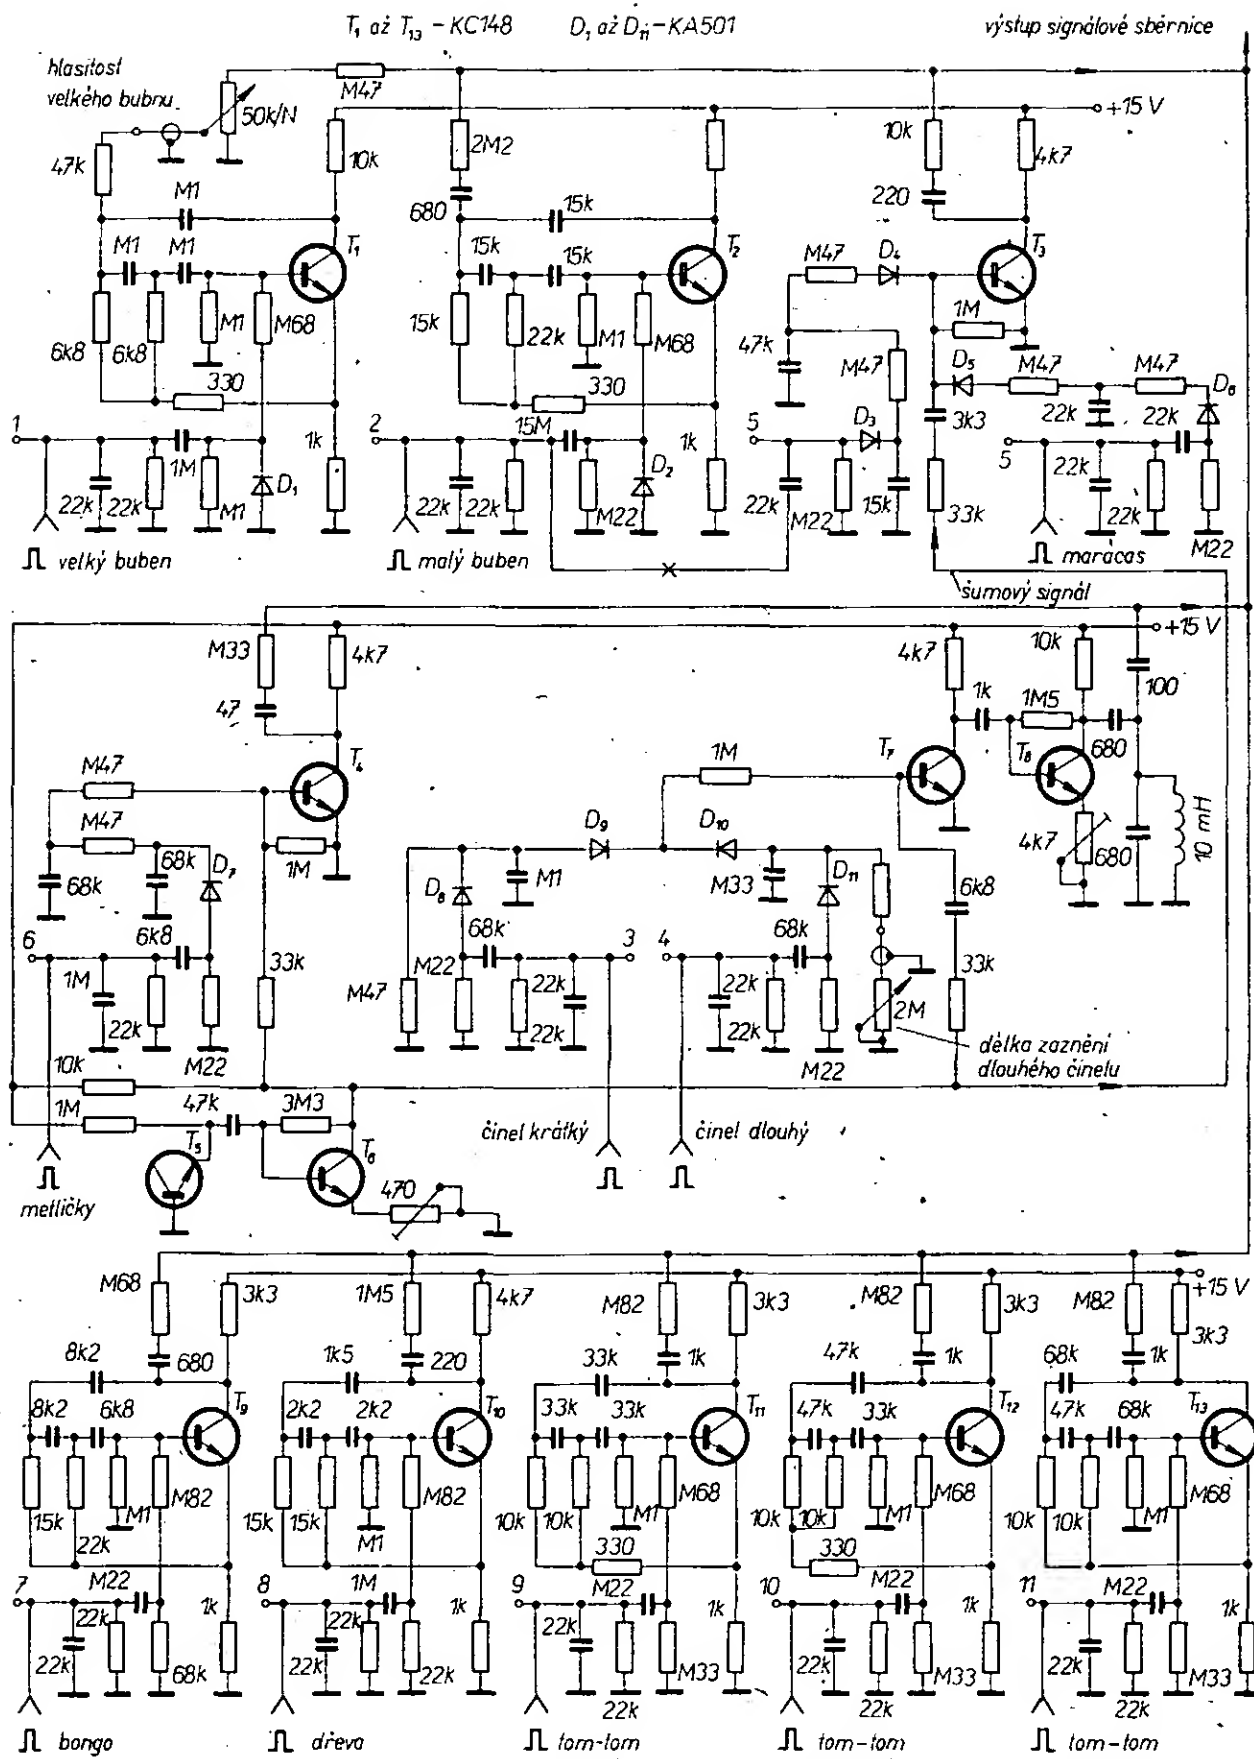 T₁ až T₁₃ – KC148 D₁ až D₁₁ – KA501 výstup signálové sběrnice
hlasitost
velkého bubnu
50k/N
M47
+15 V
47k
10k
2M2
10k
4k7
M1
680
15k
220
M1 M1
T₁
15k 15k
T₂
M47 D₄
T₃
6k8 6k8
M1
M68
15k
22k
M1
M68
47k
M47
1M
D₅ M47 M47
D₆
330
330
3k3
22k 22k
1
1M
1k
2
15M
1k
5
D₃
5
22k 22k
M1
D₁
22k 22k
M22
D₂
22k
M22
15k
33k
22k
22k
M22
velký buben
malý buben
maracas
šumový signál
+15 V
M33
4k7
4k7
10k
100
47
1k
1M5
680
M47
T₄
1M
T₇
T₈
M47
68k
68k
D₇
1M
D₉
D₁₀
M1
M33
D₈
D₁₁
4k7
680
10 mH
6
6k8
68k
3
4
68k
6k8
1M
22k
33k
M47
M22
22k
22k
22k
22k
2M
33k
M22
M22
délka zaznění
dlouhého činelu
10k
1M
47k
3M3
T₅
T₆
činel krátký
činel dlouhý
470
metličky
M68
3k3
1M5
4k7
M82
3k3
M82
3k3
M82
3k3
+15 V
8k2
680
1k5
220
33k
1k
47k
1k
68k
1k
8k2 6k8
T₉
2k2 2k2
T₁₀
33k 33k
T₁₁
47k 33k
T₁₂
47k 68k
T₁₃
15k
22k
M1
M82
15k 15k
M1
M82
10k 10k
M1
M68
10k 10k
M1
M68
10k 10k
M1
M68
330
330
7
M22
1k
8
1M
1k
9
M22
1k
10
M22
1k
11
M22
1k
22k
22k
68k
22k
22k
22k
22k
22k
M33
22k
22k
M33
22k
22k
M33
bongo
dřeva
tom-tom
tom-tom
tom-tom